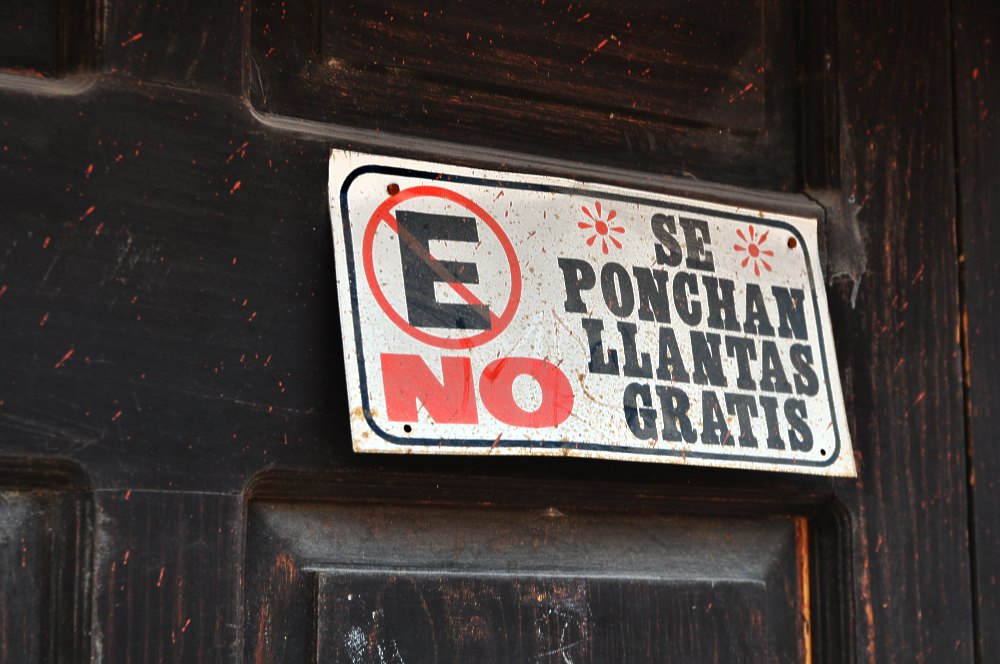 E
NO
SE
PONCHAN
LLANTAS
GRATIS